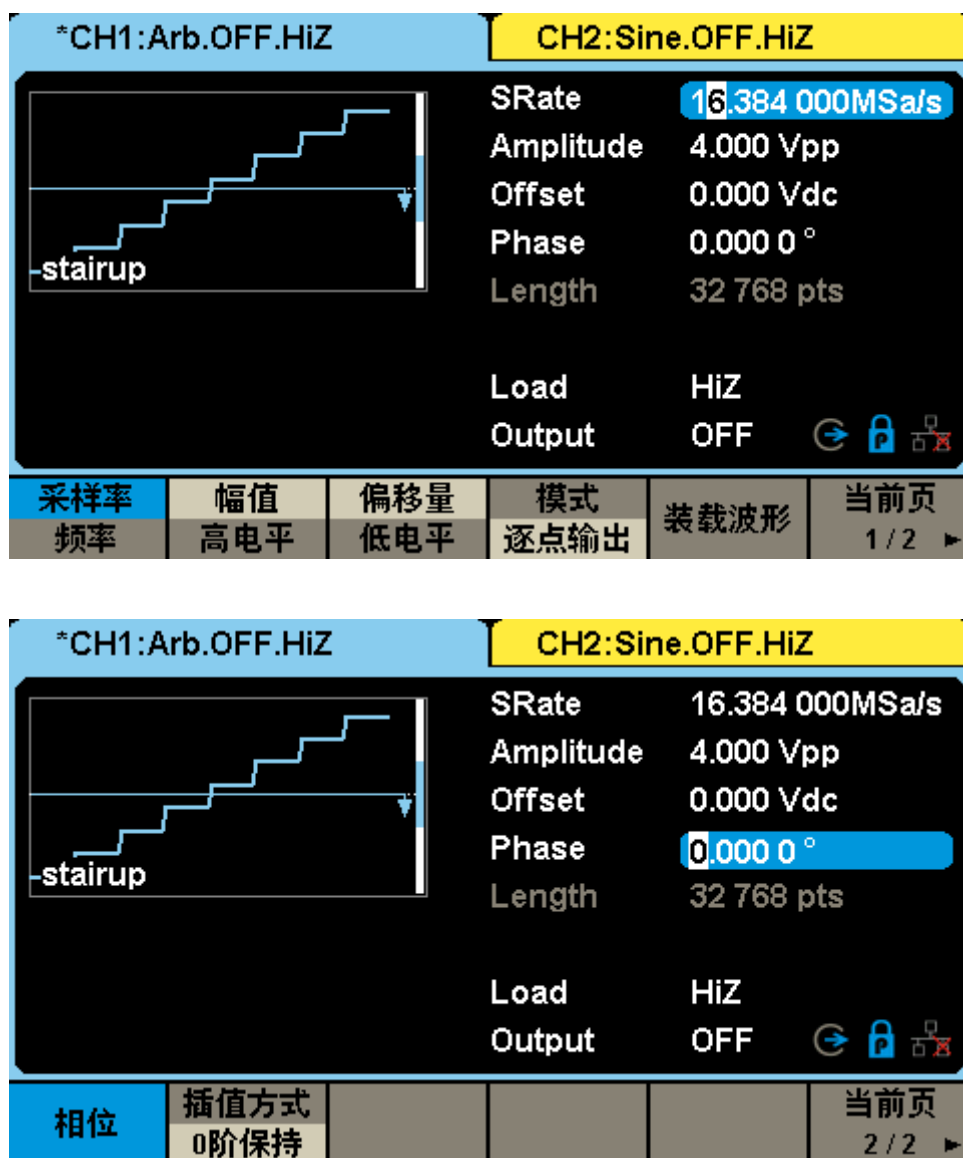 *CH1:Arb.OFF.HiZ
CH2:Sine.OFF.HiZ
stairup
SRate 16.384 000MSa/s
Amplitude 4.000 Vpp
Offset 0.000 Vdc
Phase 0.000 0 °
Length 32 768 pts
Load HiZ
Output OFF
采样率
频率
幅值
高电平
偏移量
低电平
模式
逐点输出
装载波形
当前页
1 / 2
*CH1:Arb.OFF.HiZ
CH2:Sine.OFF.HiZ
stairup
SRate 16.384 000MSa/s
Amplitude 4.000 Vpp
Offset 0.000 Vdc
Phase 0.000 0 °
Length 32 768 pts
Load HiZ
Output OFF
相位
插值方式
0阶保持
当前页
2 / 2